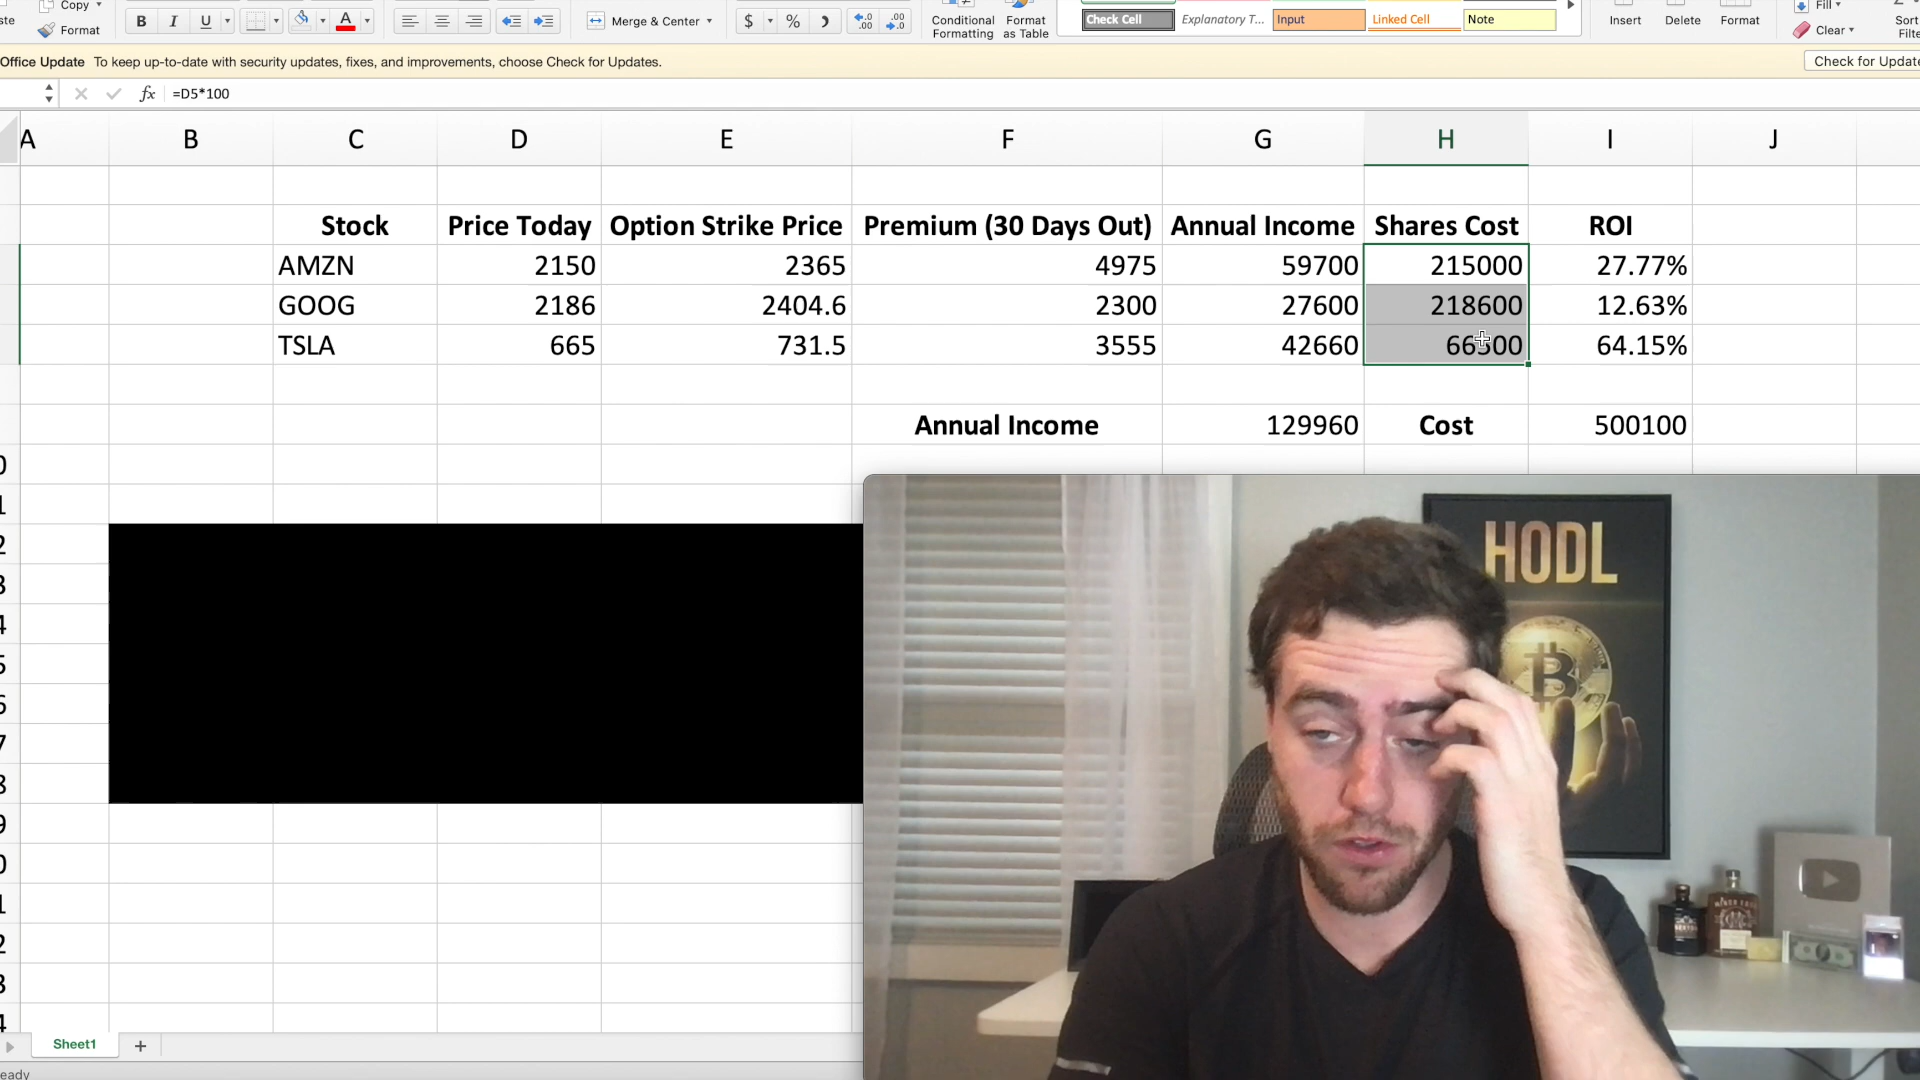 Copy
Format
B I U
A
Merge & Center
$ % 
Conditional Formatting
Format as Table
Check Cell
Explanatory T...
Input
Linked Cell
Note
Insert
Delete
Format
Fill
Clear
Sort
Office Update To keep up-to-date with security updates, fixes, and improvements, choose Check for Updates.
Check for Update
fx =D5*100
A B C D E F G H I J
Stock Price Today Option Strike Price Premium (30 Days Out) Annual Income Shares Cost ROI
AMZN 2150 2365 4975 59700 215000 27.77%
GOOG 2186 2404.6 2300 27600 218600 12.63%
TSLA 665 731.5 3555 42660 66500 64.15%
Annual Income 129960 Cost 500100
HODL
Sheet1 +